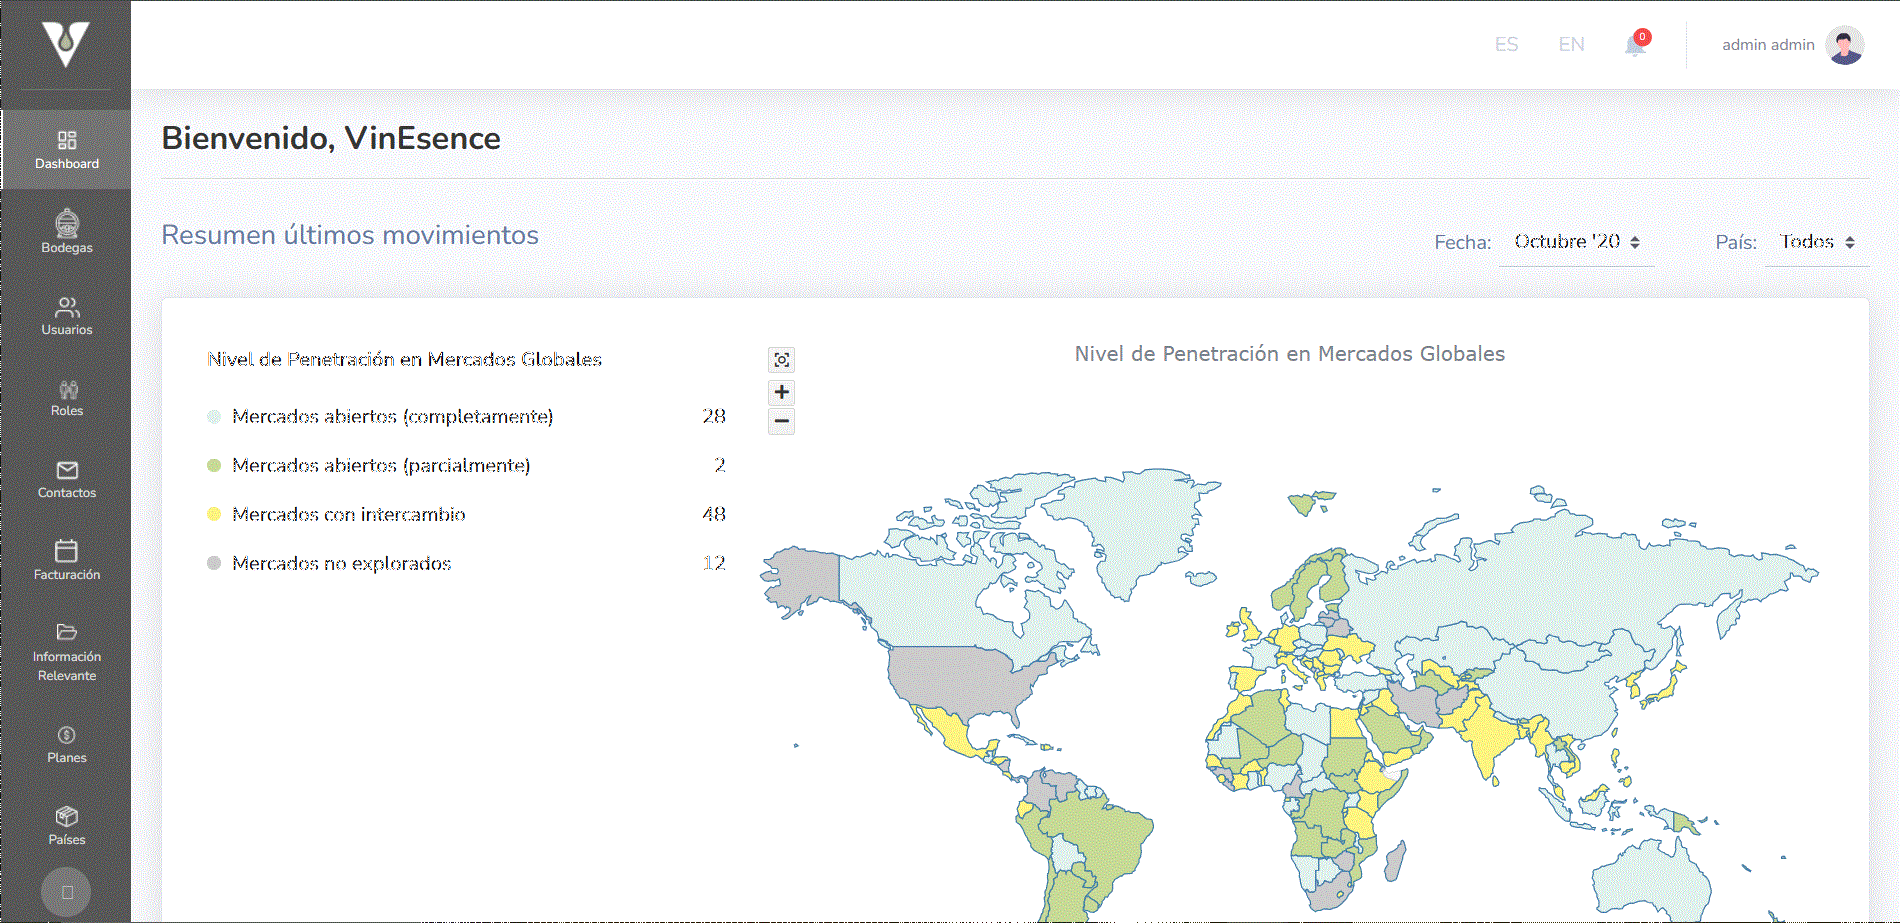 ES
EN
0
admin admin
Dashboard
Bodegas
Usuarios
Roles
Contactos
Facturación
Información
Relevante
Planes
Países
Bienvenido, VinEsence
Resumen últimos movimientos
Fecha: Octubre '20
País: Todos
Nivel de Penetración en Mercados Globales
Mercados abiertos (completamente) 28
Mercados abiertos (parcialmente) 2
Mercados con intercambio 48
Mercados no explorados 12
+
−
Nivel de Penetración en Mercados Globales